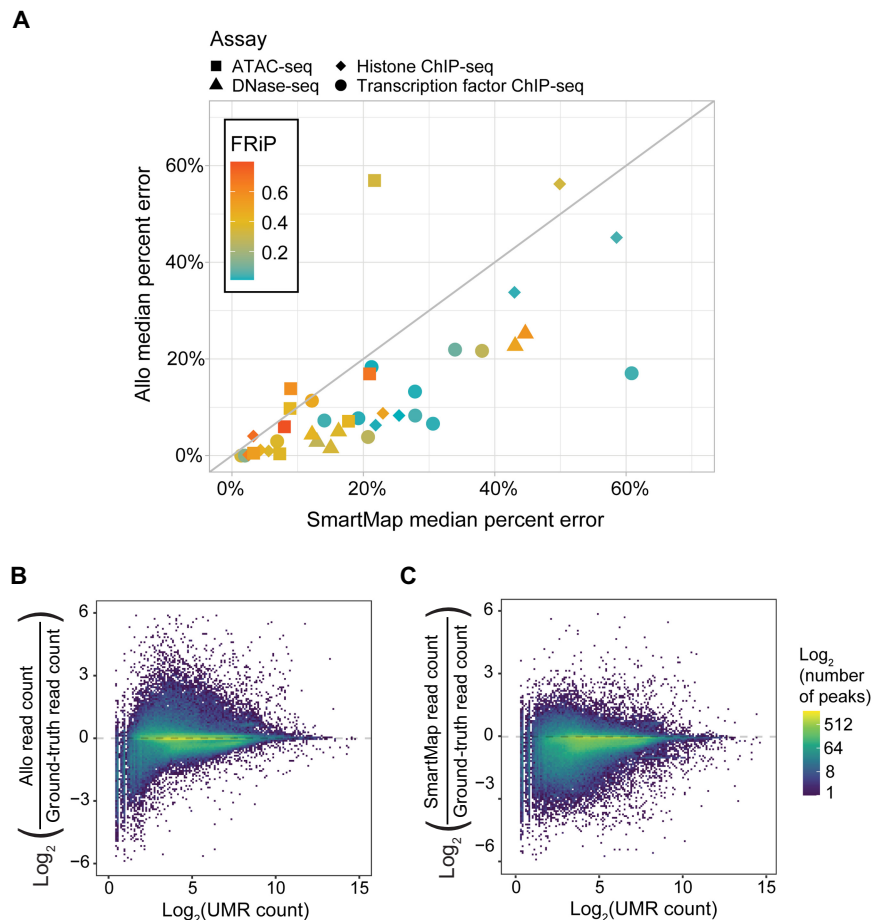 A
Assay
ATAC-seq Histone ChIP-seq
DNase-seq Transcription factor ChIP-seq
FRiP
0.6
0.4
0.2
Allo median percent error
60%
40%
20%
0%
0% 20% 40% 60%
SmartMap median percent error
B
Log2 ( Allo read count / Ground-truth read count )
6
3
0
−3
−6
0 5 10 15
Log2(UMR count)
C
Log2 ( SmartMap read count / Ground-truth read count )
6
3
0
−3
−6
0 5 10 15
Log2(UMR count)
Log2
(number
of peaks)
512
64
8
1